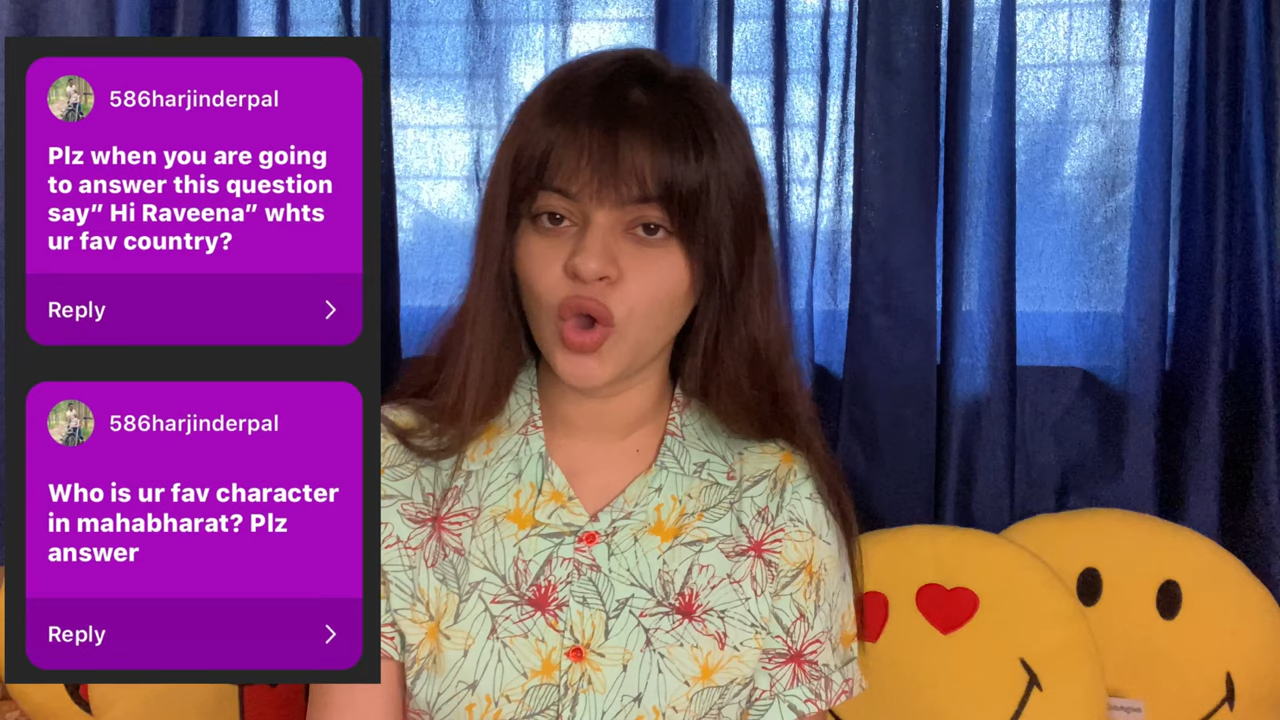 586harjinderpal
Plz when you are going
to answer this question
say” Hi Raveena” whts
ur fav country?
Reply
586harjinderpal
Who is ur fav character
in mahabharat? Plz
answer
Reply